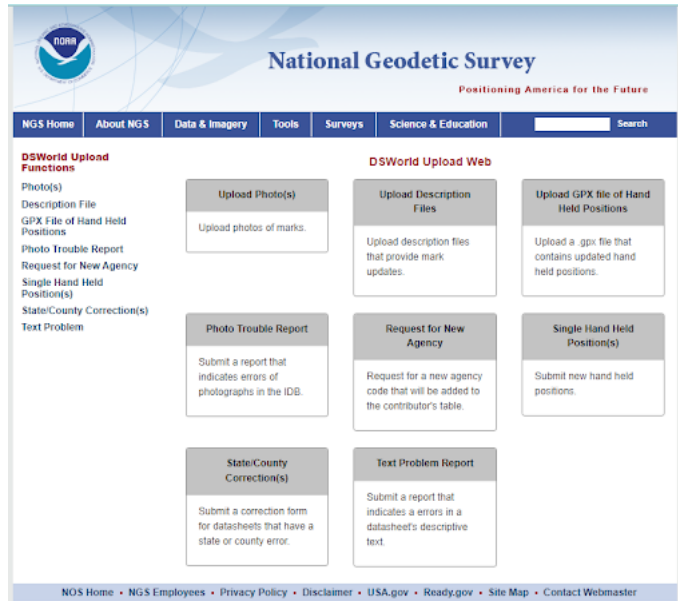 NOAA
National Geodetic Survey
Positioning America for the Future
NGS Home
About NGS
Data & Imagery
Tools
Surveys
Science & Education
Search
DSWorld Upload
Functions
Photo(s)
Description File
GPX File of Hand Held
Positions
Photo Trouble Report
Request for New Agency
Single Hand Held
Position(s)
State/County Correction(s)
Text Problem
DSWorld Upload Web
Upload Photo(s)
Upload photos of marks.
Upload Description
Files
Upload description files
that provide mark
updates.
Upload GPX file of Hand
Held Positions
Upload a .gpx file that
contains updated hand
held positions.
Photo Trouble Report
Submit a report that
indicates errors of
photographs in the IDB.
Request for New
Agency
Request for a new agency
code that will be added to
the contributor's table.
Single Hand Held
Position(s)
Submit new hand held
positions.
State/County
Correction(s)
Submit a correction form
for datasheets that have a
state or county error.
Text Problem Report
Submit a report that
indicates a errors in a
datasheet's descriptive
text.
NOS Home • NGS Employees • Privacy Policy • Disclaimer • USA.gov • Ready.gov • Site Map • Contact Webmaster